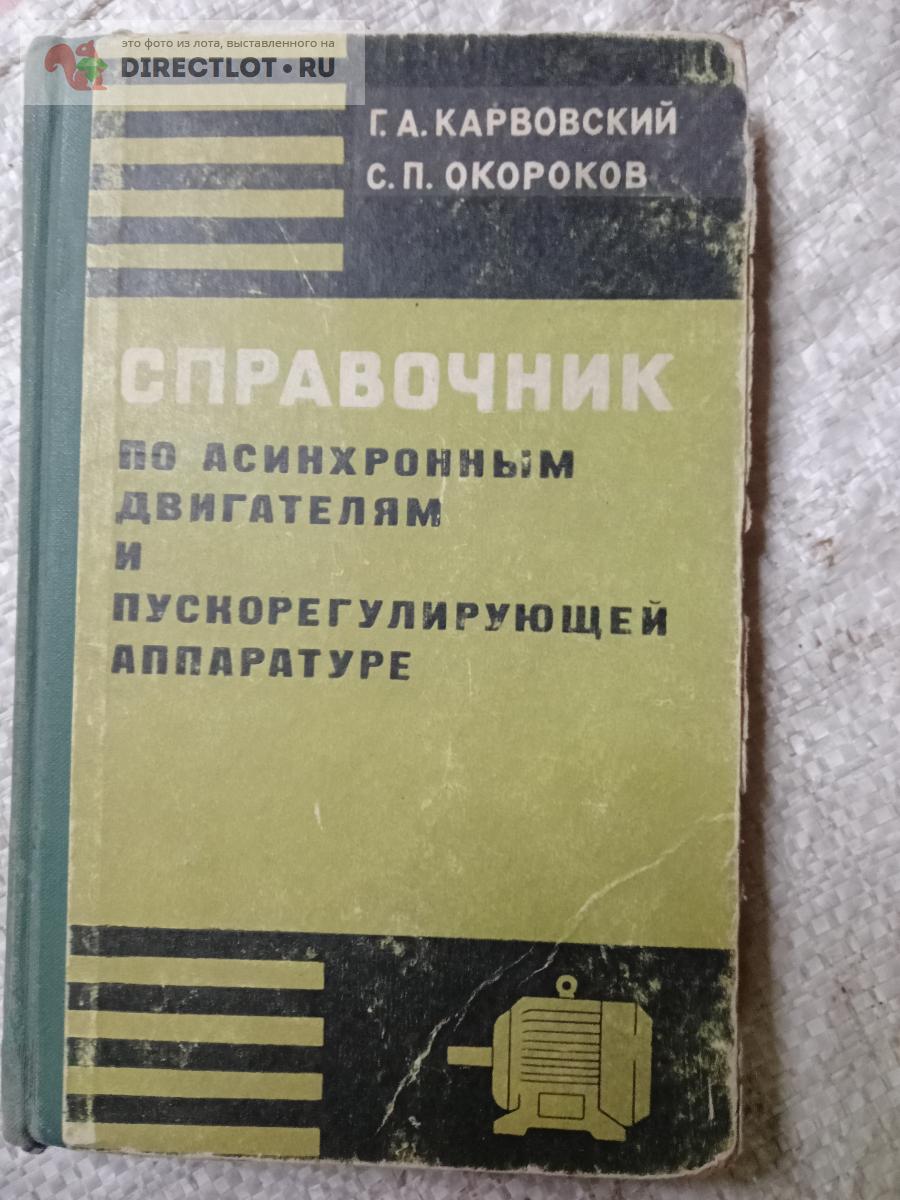 это фото из лота, выставленного на
DIRECTLOT.RU
Г. А. КАРВОВСКИЙ
С. П. ОКОРОКОВ
СПРАВОЧНИК
ПО АСИНХРОННЫМ
ДВИГАТЕЛЯМ
И
ПУСКОРЕГУЛИРУЮЩЕЙ
АППАРАТУРЕ